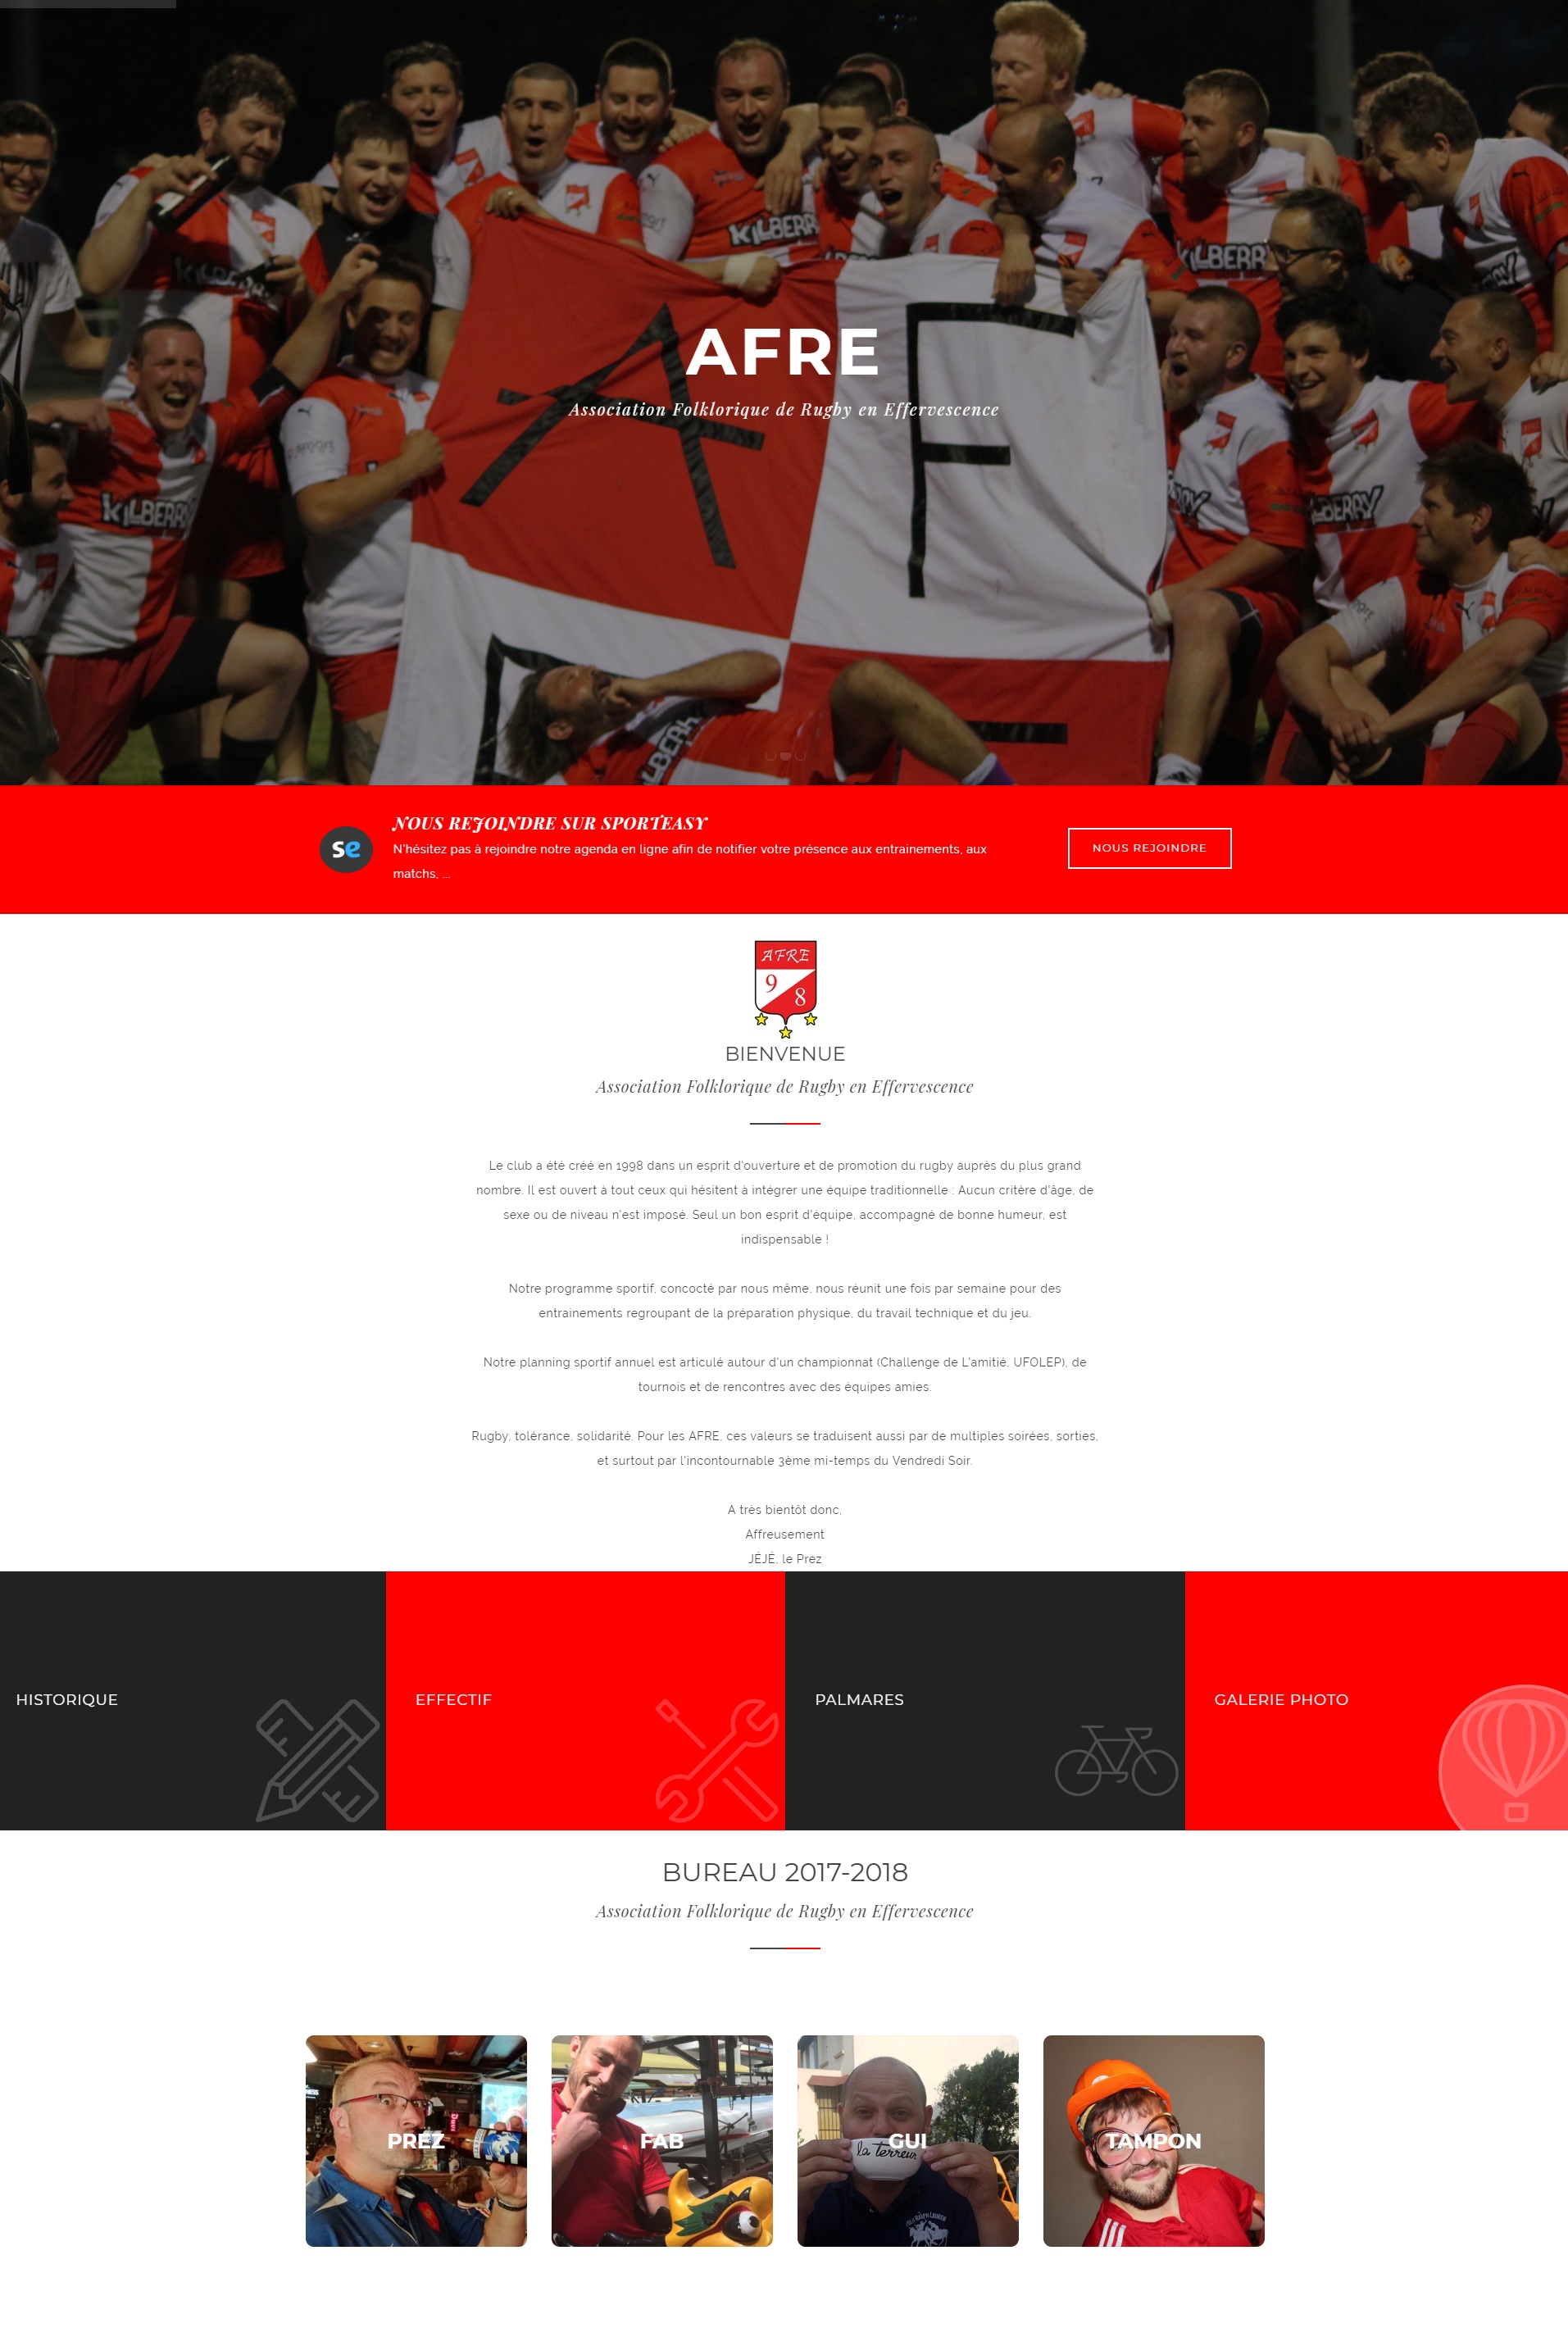 KILBERRY
KILBERR
KILBERRY
A F
AFRE
Association Folklorique de Rugby en Effervescence
KILBERRY
BERRY
NOUS REJOINDRE SUR SPORTEASY
se
N'hésitez pas à rejoindre notre agenda en ligne afin de notifier votre présence aux entrainements, aux
matchs, ...
NOUS REJOINDRE
AFRE
9
8
BIENVENUE
Association Folklorique de Rugby en Effervescence
Le club a été créé en 1998 dans un esprit d'ouverture et de promotion du rugby auprès du plus grand
nombre. Il est ouvert à tout ceux qui hésitent à intégrer une équipe traditionnelle : Aucun critère d'âge, de
sexe ou de niveau n'est imposé. Seul un bon esprit d'équipe, accompagné de bonne humeur, est
indispensable !
Notre programme sportif, concocté par nous même, nous réunit une fois par semaine pour des
entrainements regroupant de la préparation physique, du travail technique et du jeu.
Notre planning sportif annuel est articulé autour d'un championnat (Challenge de L'amitié, UFOLEP), de
tournois et de rencontres avec des équipes amies.
Rugby, tolérance, solidarité. Pour les AFRE, ces valeurs se traduisent aussi par de multiples soirées, sorties,
et surtout par l'incontournable 3ème mi-temps du Vendredi Soir.
A très bientôt donc,
Affreusement
JÉJÉ, le Prez
HISTORIQUE
EFFECTIF
PALMARES
GALERIE PHOTO
BUREAU 2017-2018
Association Folklorique de Rugby en Effervescence
PREZ
FAB
GUI
la terreur
TAMPON